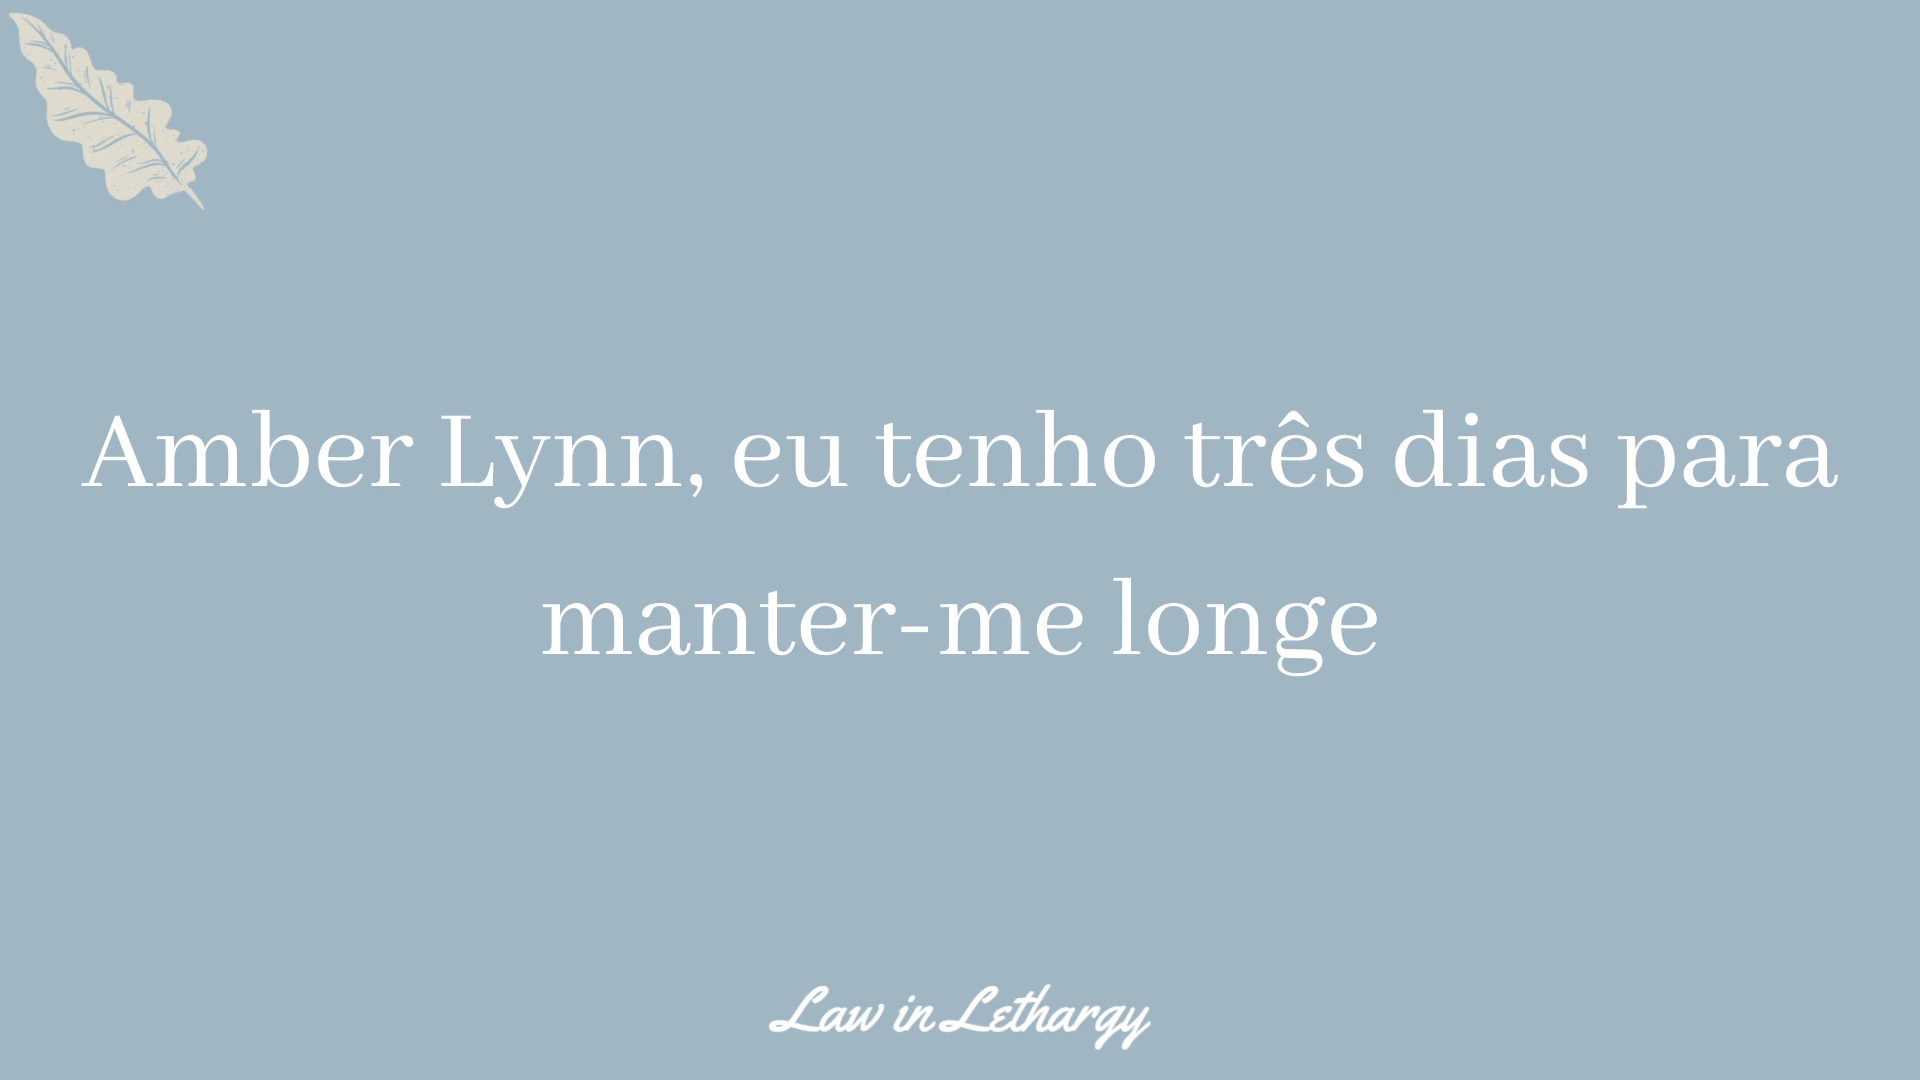 Amber Lynn, eu tenho três dias para
manter-me longe
Law in Lethargy